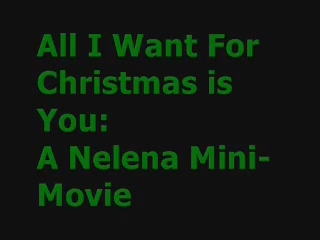 All I Want For
Christmas is
You:
A Nelena Mini-
Movie